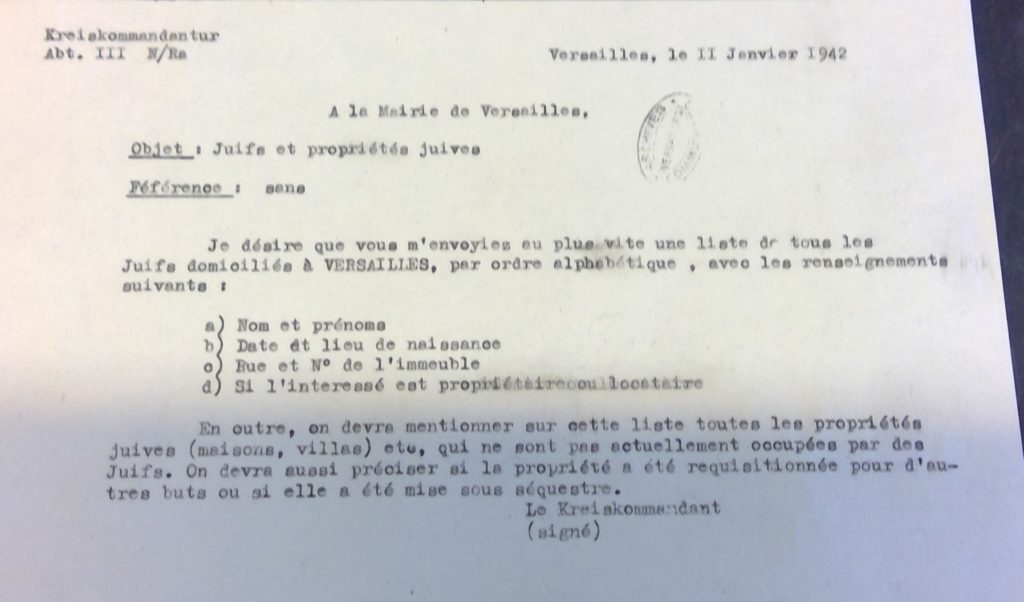 Kreiskommandantur
Abt. III N/Ra
Versailles, le II Janvier 1942
A la Mairie de Versailles,
ARCHIVES
Objet : Juifs et propriétés juives
Féférence : sans
Je désire que vous m'envoyies au plus vite une liste de tous les
Juifs domiciliés à VERSAILLES, par ordre alphabétique , avec les renseignements
suivants :
a) Nom et prénoms
b) Date et lieu de naissance
c) Rue et N° de l'immeuble
d) Si l'interessé est propriétaire ou locataire
En outre, on devra mentionner sur cette liste toutes les propriétés
juives (maisons, villas) etc, qui ne sont pas actuellement occupées par des
Juifs. On devra aussi préciser si la propriété a été requisitionnée pour d'au-
tres buts ou si elle a été mise sous séquestre.
Le Kreiskommandant
(signé)